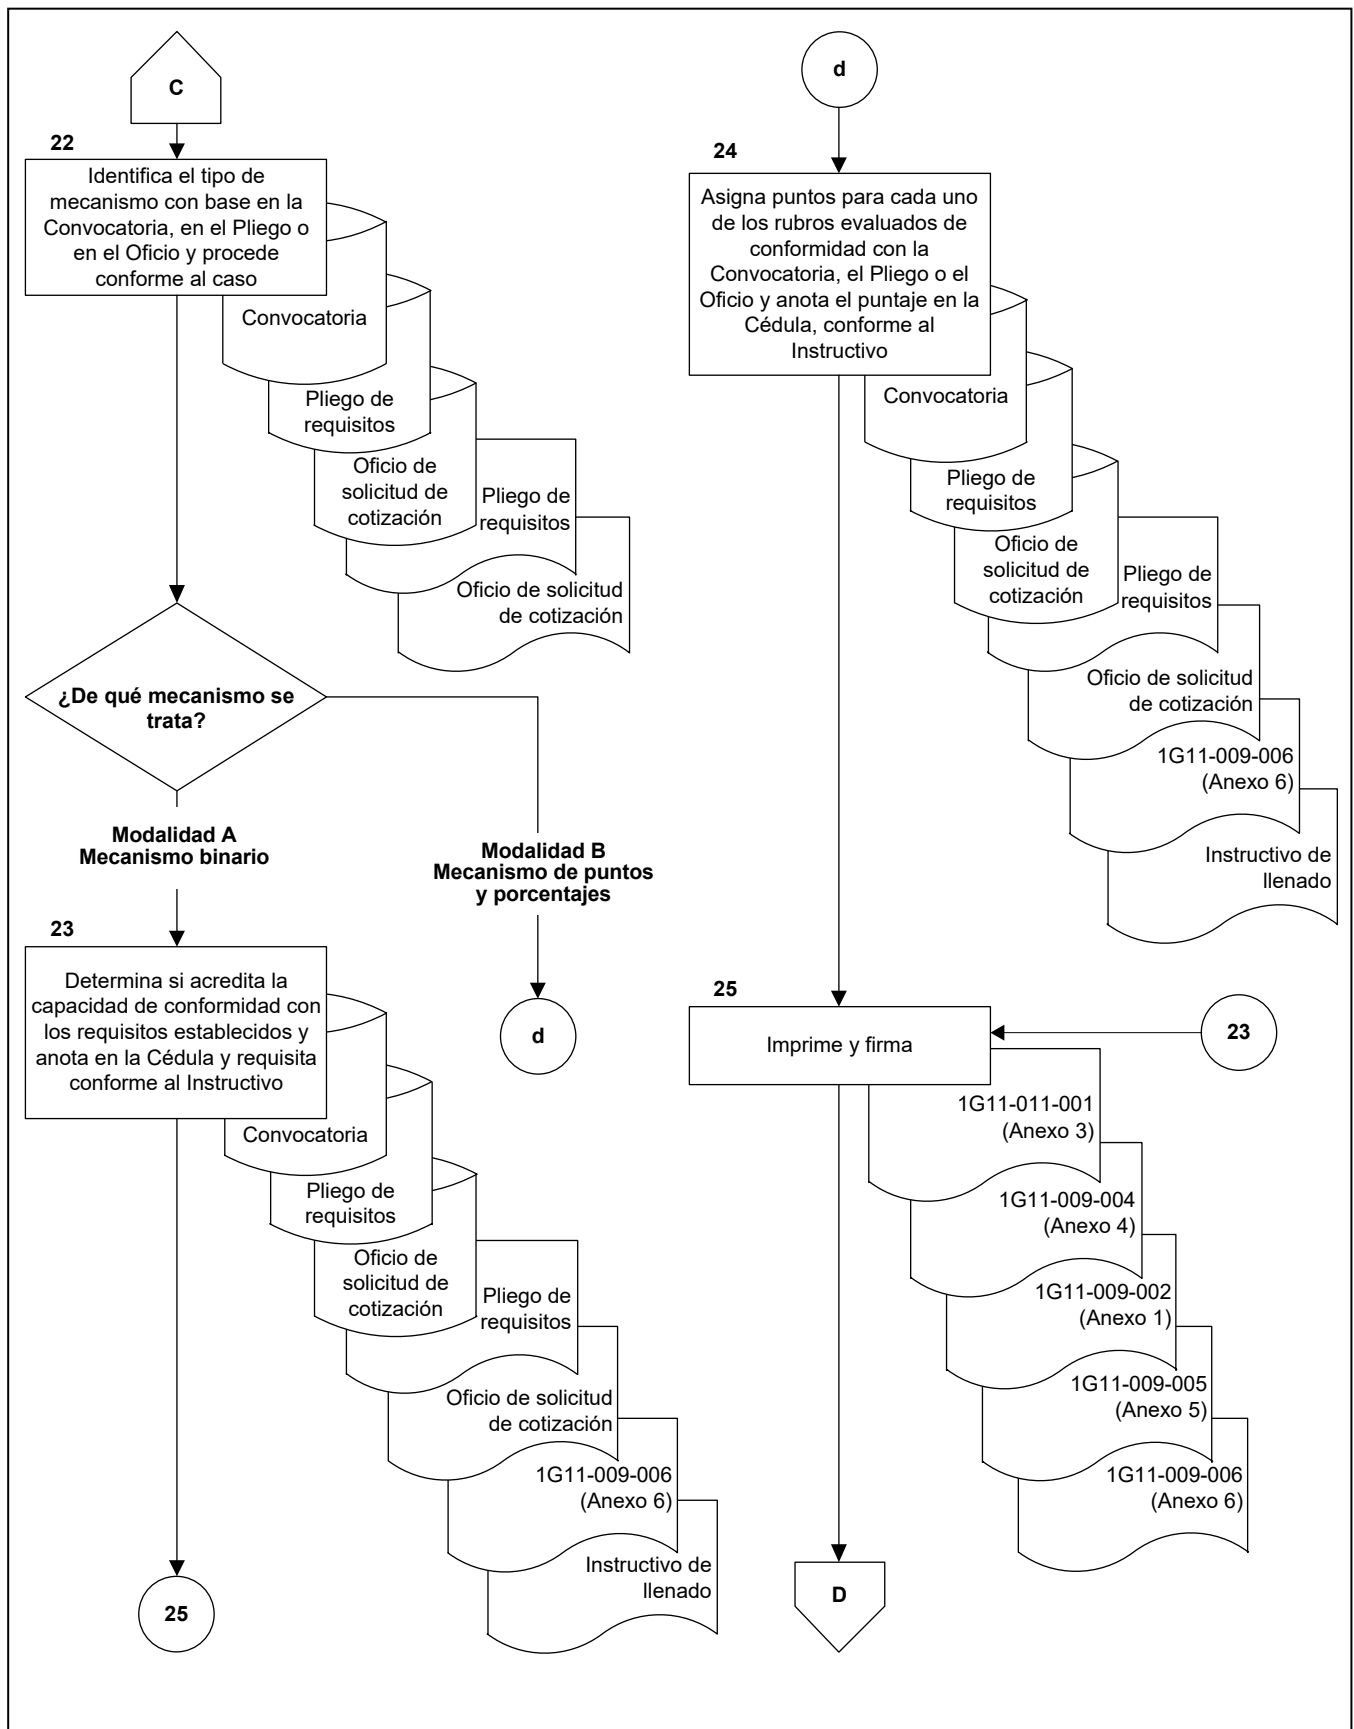 C
22
Identifica el tipo de
mecanismo con base en la
Convocatoria, en el Pliego o
en el Oficio y procede
conforme al caso
Convocatoria
Pliego de
requisitos
Oficio de
solicitud de
cotización
Pliego de
requisitos
Oficio de solicitud
de cotización
¿De qué mecanismo se
trata?
Modalidad A
Mecanismo binario
Modalidad B
Mecanismo de puntos
y porcentajes
d
23
Determina si acredita la
capacidad de conformidad con
los requisitos establecidos y
anota en la Cédula y requisita
conforme al Instructivo
Convocatoria
Pliego de
requisitos
Oficio de
solicitud de
cotización
Pliego de
requisitos
Oficio de solicitud
de cotización
1G11-009-006
(Anexo 6)
Instructivo de
llenado
25
d
24
Asigna puntos para cada uno
de los rubros evaluados de
conformidad con la
Convocatoria, el Pliego o el
Oficio y anota el puntaje en la
Cédula, conforme al
Instructivo
Convocatoria
Pliego de
requisitos
Oficio de
solicitud de
cotización
Pliego de
requisitos
Oficio de solicitud
de cotización
1G11-009-006
(Anexo 6)
Instructivo de
llenado
25
Imprime y firma
23
1G11-011-001
(Anexo 3)
1G11-009-004
(Anexo 4)
1G11-009-002
(Anexo 1)
1G11-009-005
(Anexo 5)
1G11-009-006
(Anexo 6)
D